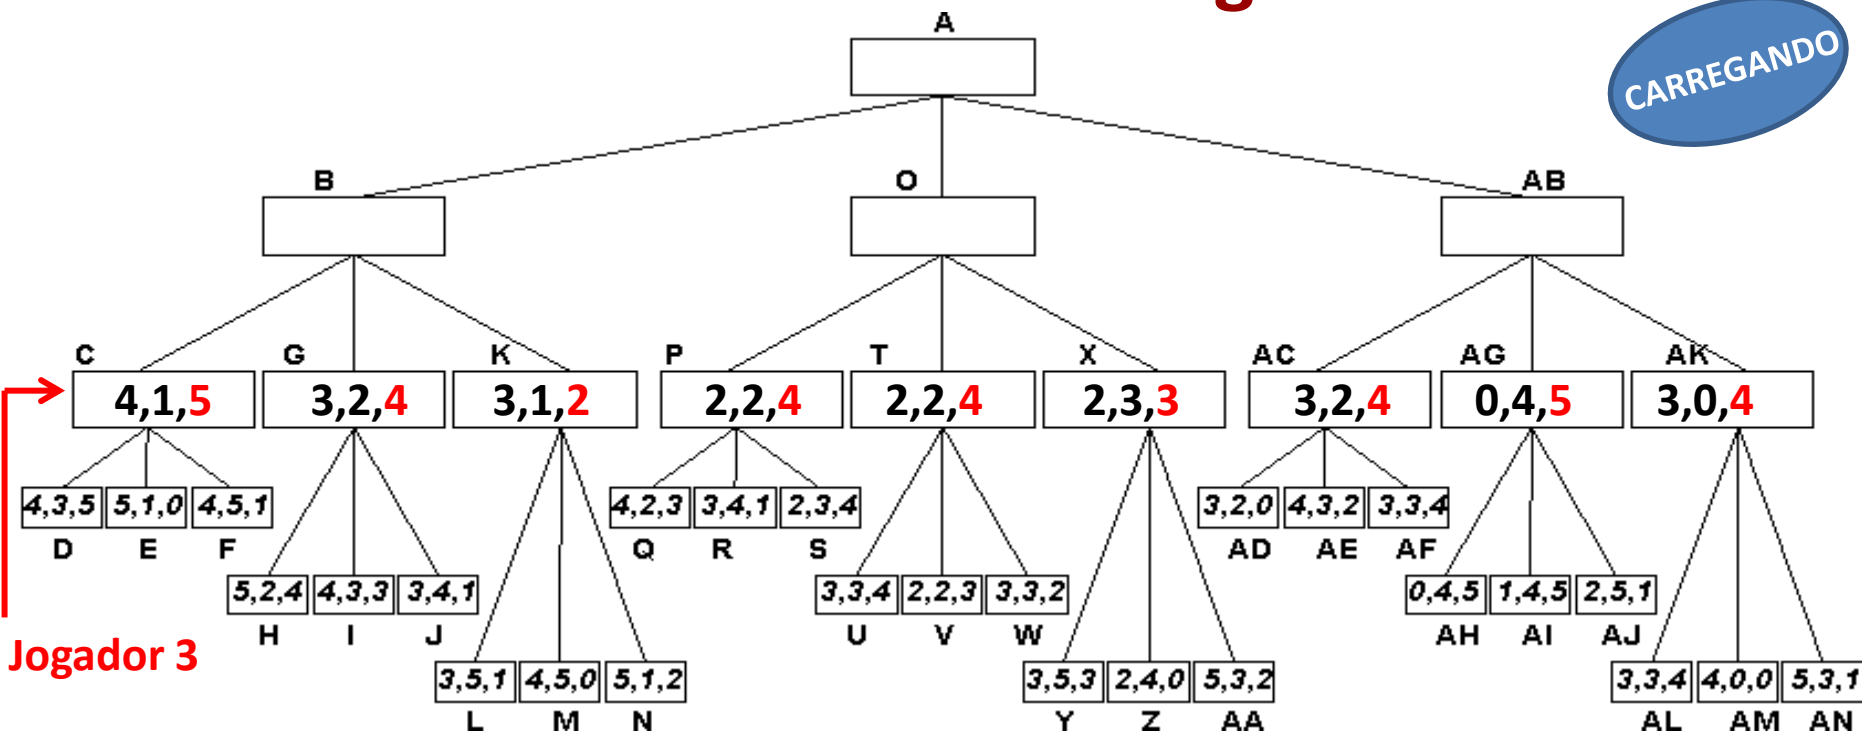 A
CARREGANDO
B O AB
C G K P T X AC AG AK
4,1,5 3,2,4 3,1,2 2,2,4 2,2,4 2,3,3 3,2,4 0,4,5 3,0,4
4,3,5 5,1,0 4,5,1 4,2,3 3,4,1 2,3,4 3,2,0 4,3,2 3,3,4
D E F Q R S AD AE AF
5,2,4 4,3,3 3,4,1 3,3,4 2,2,3 3,3,2 0,4,5 1,4,5 2,5,1
H I J U V W AH AI AJ
Jogador 3
3,5,1 4,5,0 5,1,2 3,5,3 2,4,0 5,3,2 3,3,4 4,0,0 5,3,1
L M N Y Z AA AL AM AN